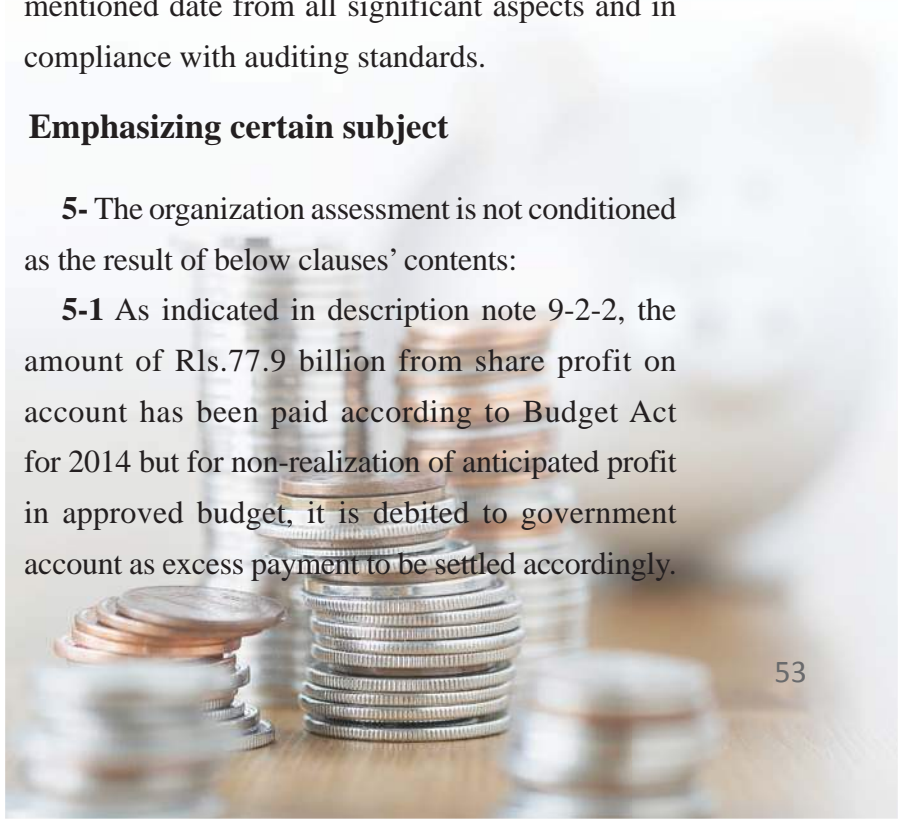 mentioned date from all significant aspects and in
compliance with auditing standards.
Emphasizing certain subject
5- The organization assessment is not conditioned
as the result of below clauses’ contents:
5-1 As indicated in description note 9-2-2, the
amount of Rls.77.9 billion from share profit on
account has been paid according to Budget Act
for 2014 but for non-realization of anticipated profit
in approved budget, it is debited to government
account as excess payment to be settled accordingly.
53